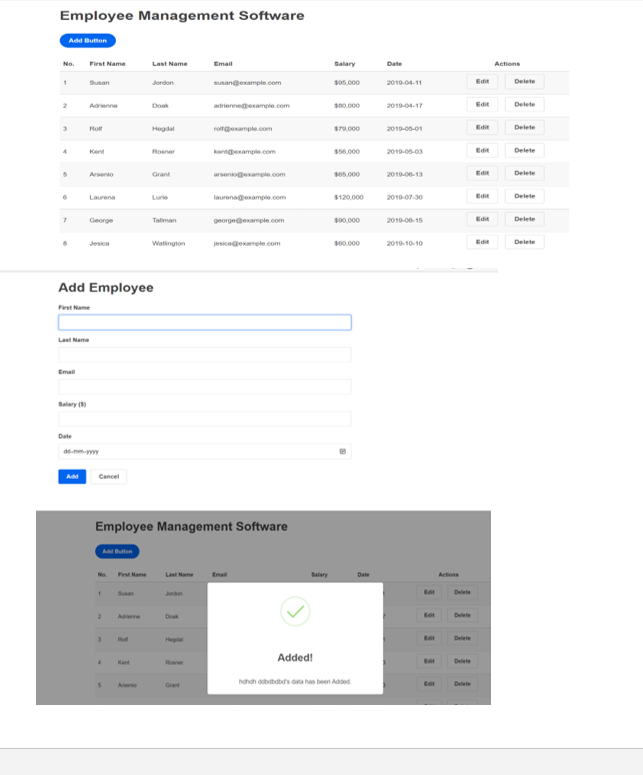 Employee Management Software
Add Button
No. First Name Last Name Email Salary Date Actions
1 Susan Jordon susan@example.com $95,000 2019-04-11 Edit Delete
2 Adrienne Doak adrienne@example.com $80,000 2019-04-17 Edit Delete
3 Rolf Hegdal rolf@example.com $79,000 2019-05-01 Edit Delete
4 Kent Rosner kent@example.com $56,000 2019-05-03 Edit Delete
5 Arsenio Grant arsenio@example.com $65,000 2019-06-13 Edit Delete
6 Laurena Lurie laurena@example.com $120,000 2019-07-30 Edit Delete
7 George Tallman george@example.com $90,000 2019-08-15 Edit Delete
8 Jesica Watlington jesica@example.com $60,000 2019-10-10 Edit Delete
Add Employee
First Name
Last Name
Email
Salary ($)
Date
dd-mm-yyyy
Add Cancel
Employee Management Software
Add Button
No. First Name Last Name Email Salary Date Actions
1 Susan Jordon Edit Delete
2 Adrienne Doak Edit Delete
3 Rolf Hegdal Edit Delete
4 Kent Rosner Edit Delete
5 Arsenio Grant Edit Delete
Added!
hdhdh ddbdbdbd's data has been Added.